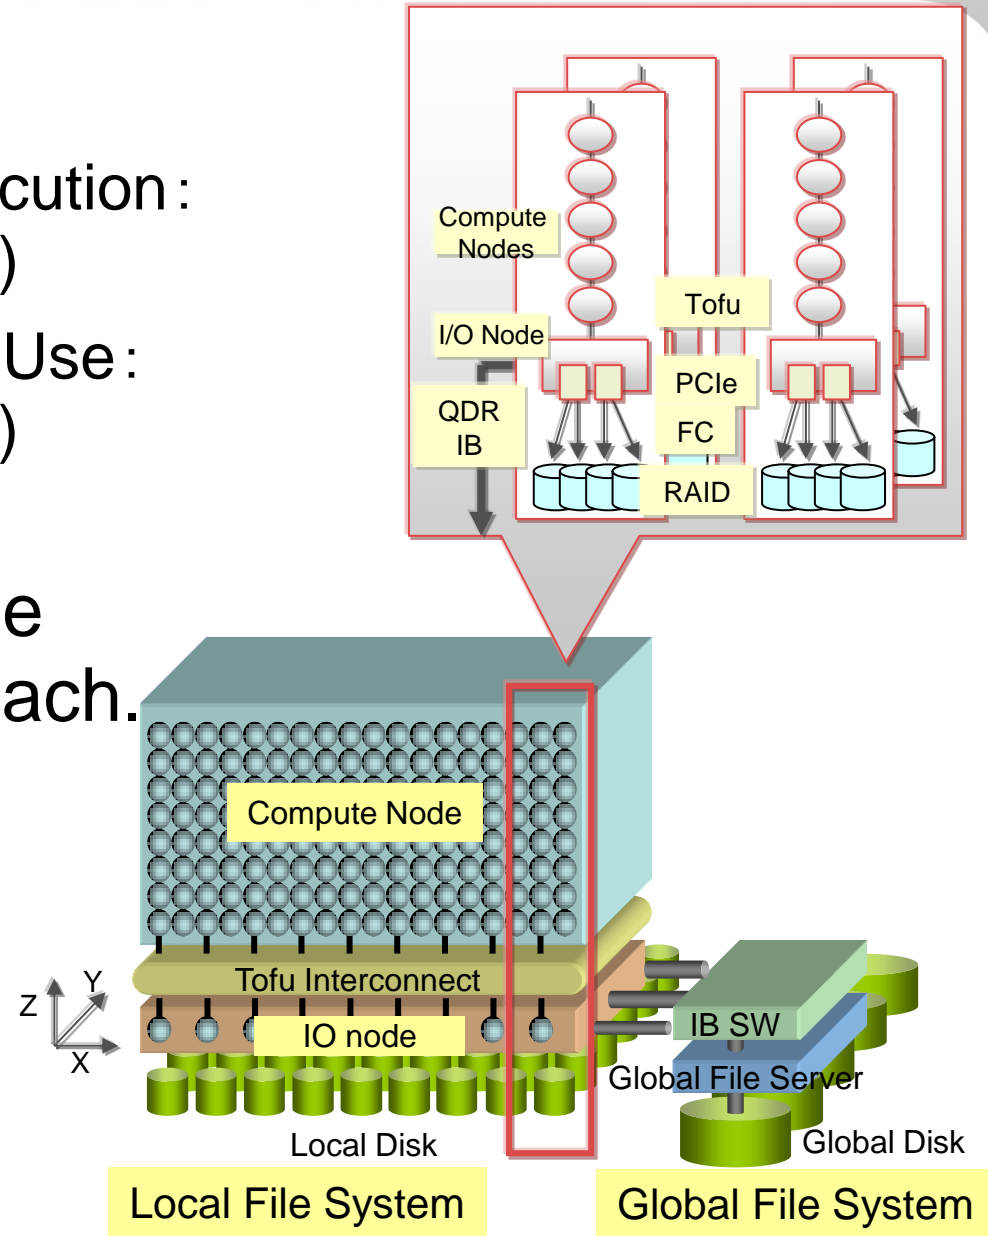 cution：
)
Use：
)
e
ach.
Compute
Nodes
I/O Node
QDR
IB
Tofu
PCIe
FC
RAID
Compute Node
Tofu Interconnect
IO node
Z
Y
X
IB SW
Global File Server
Local Disk
Global Disk
Local File System
Global File System